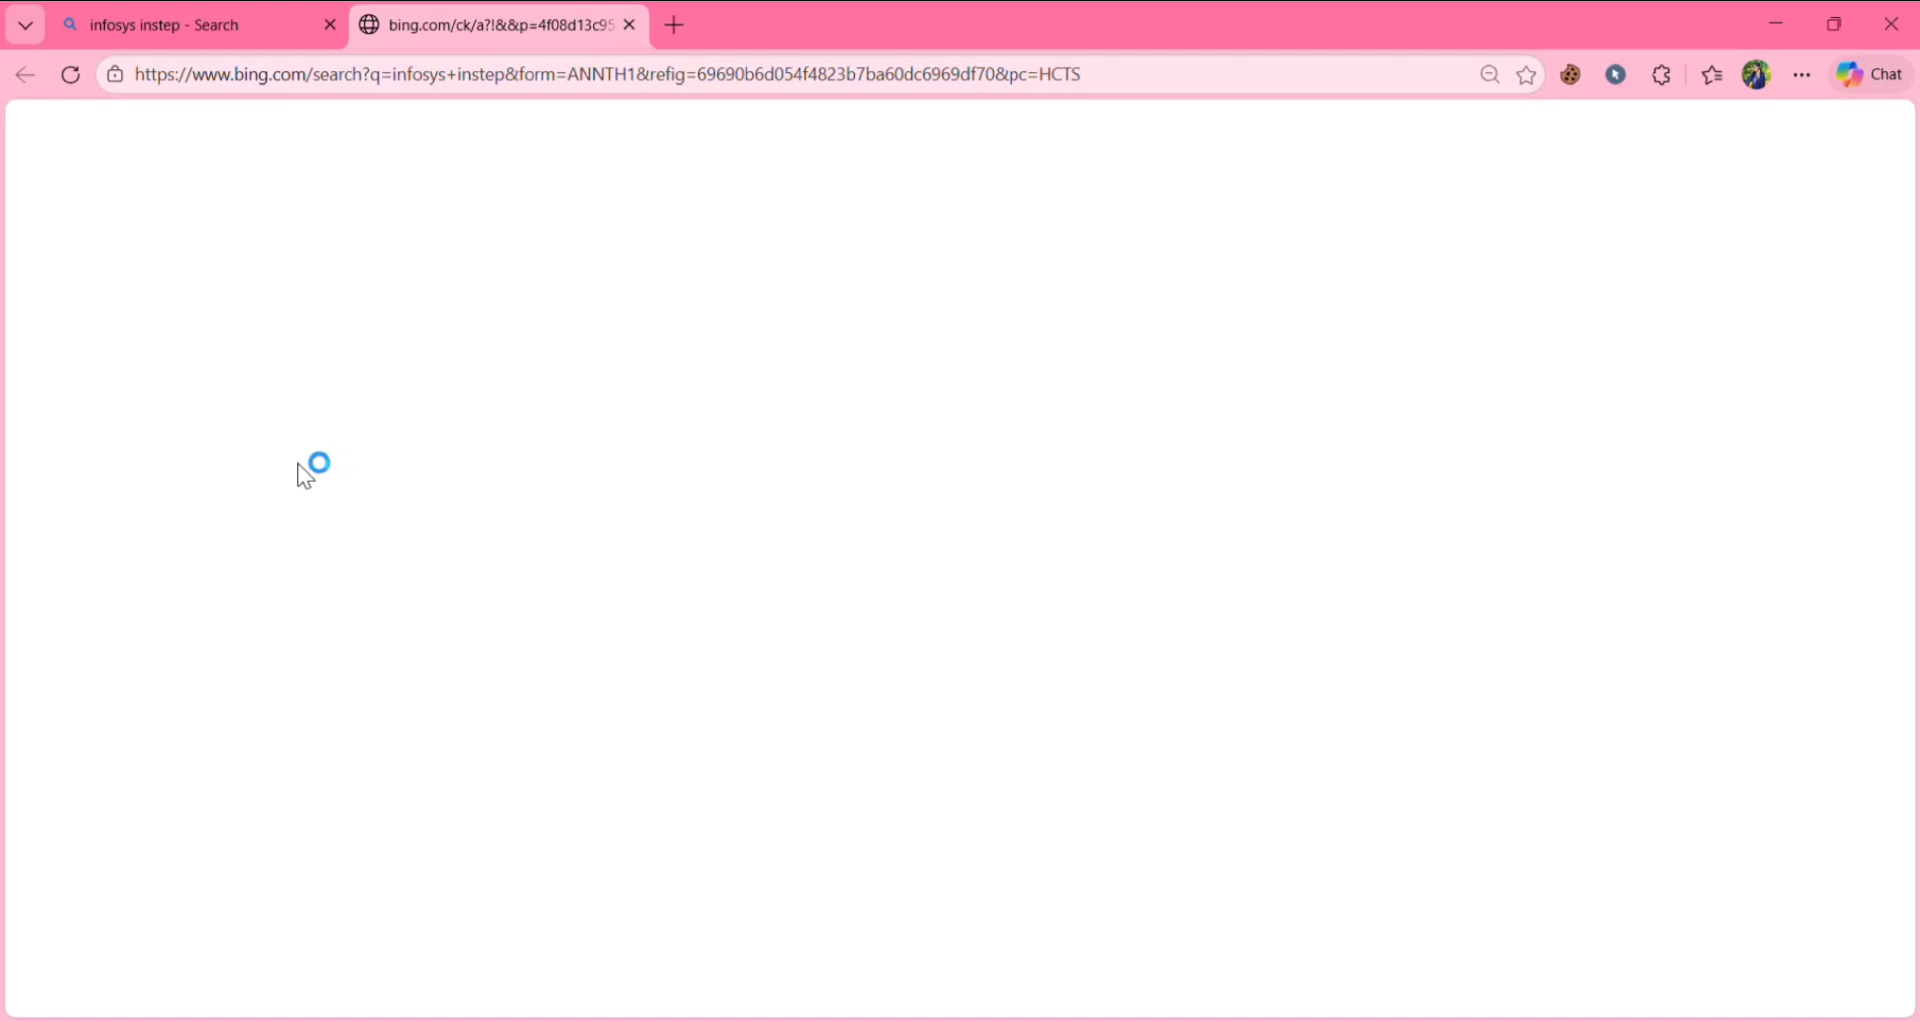 infosys instep - Search
bing.com/ck/a?!&&p=4f08d13c95
https://www.bing.com/search?q=infosys+instep&form=ANNTH1&refig=69690b6d054f4823b7ba60dc6969df70&pc=HCTS
Chat